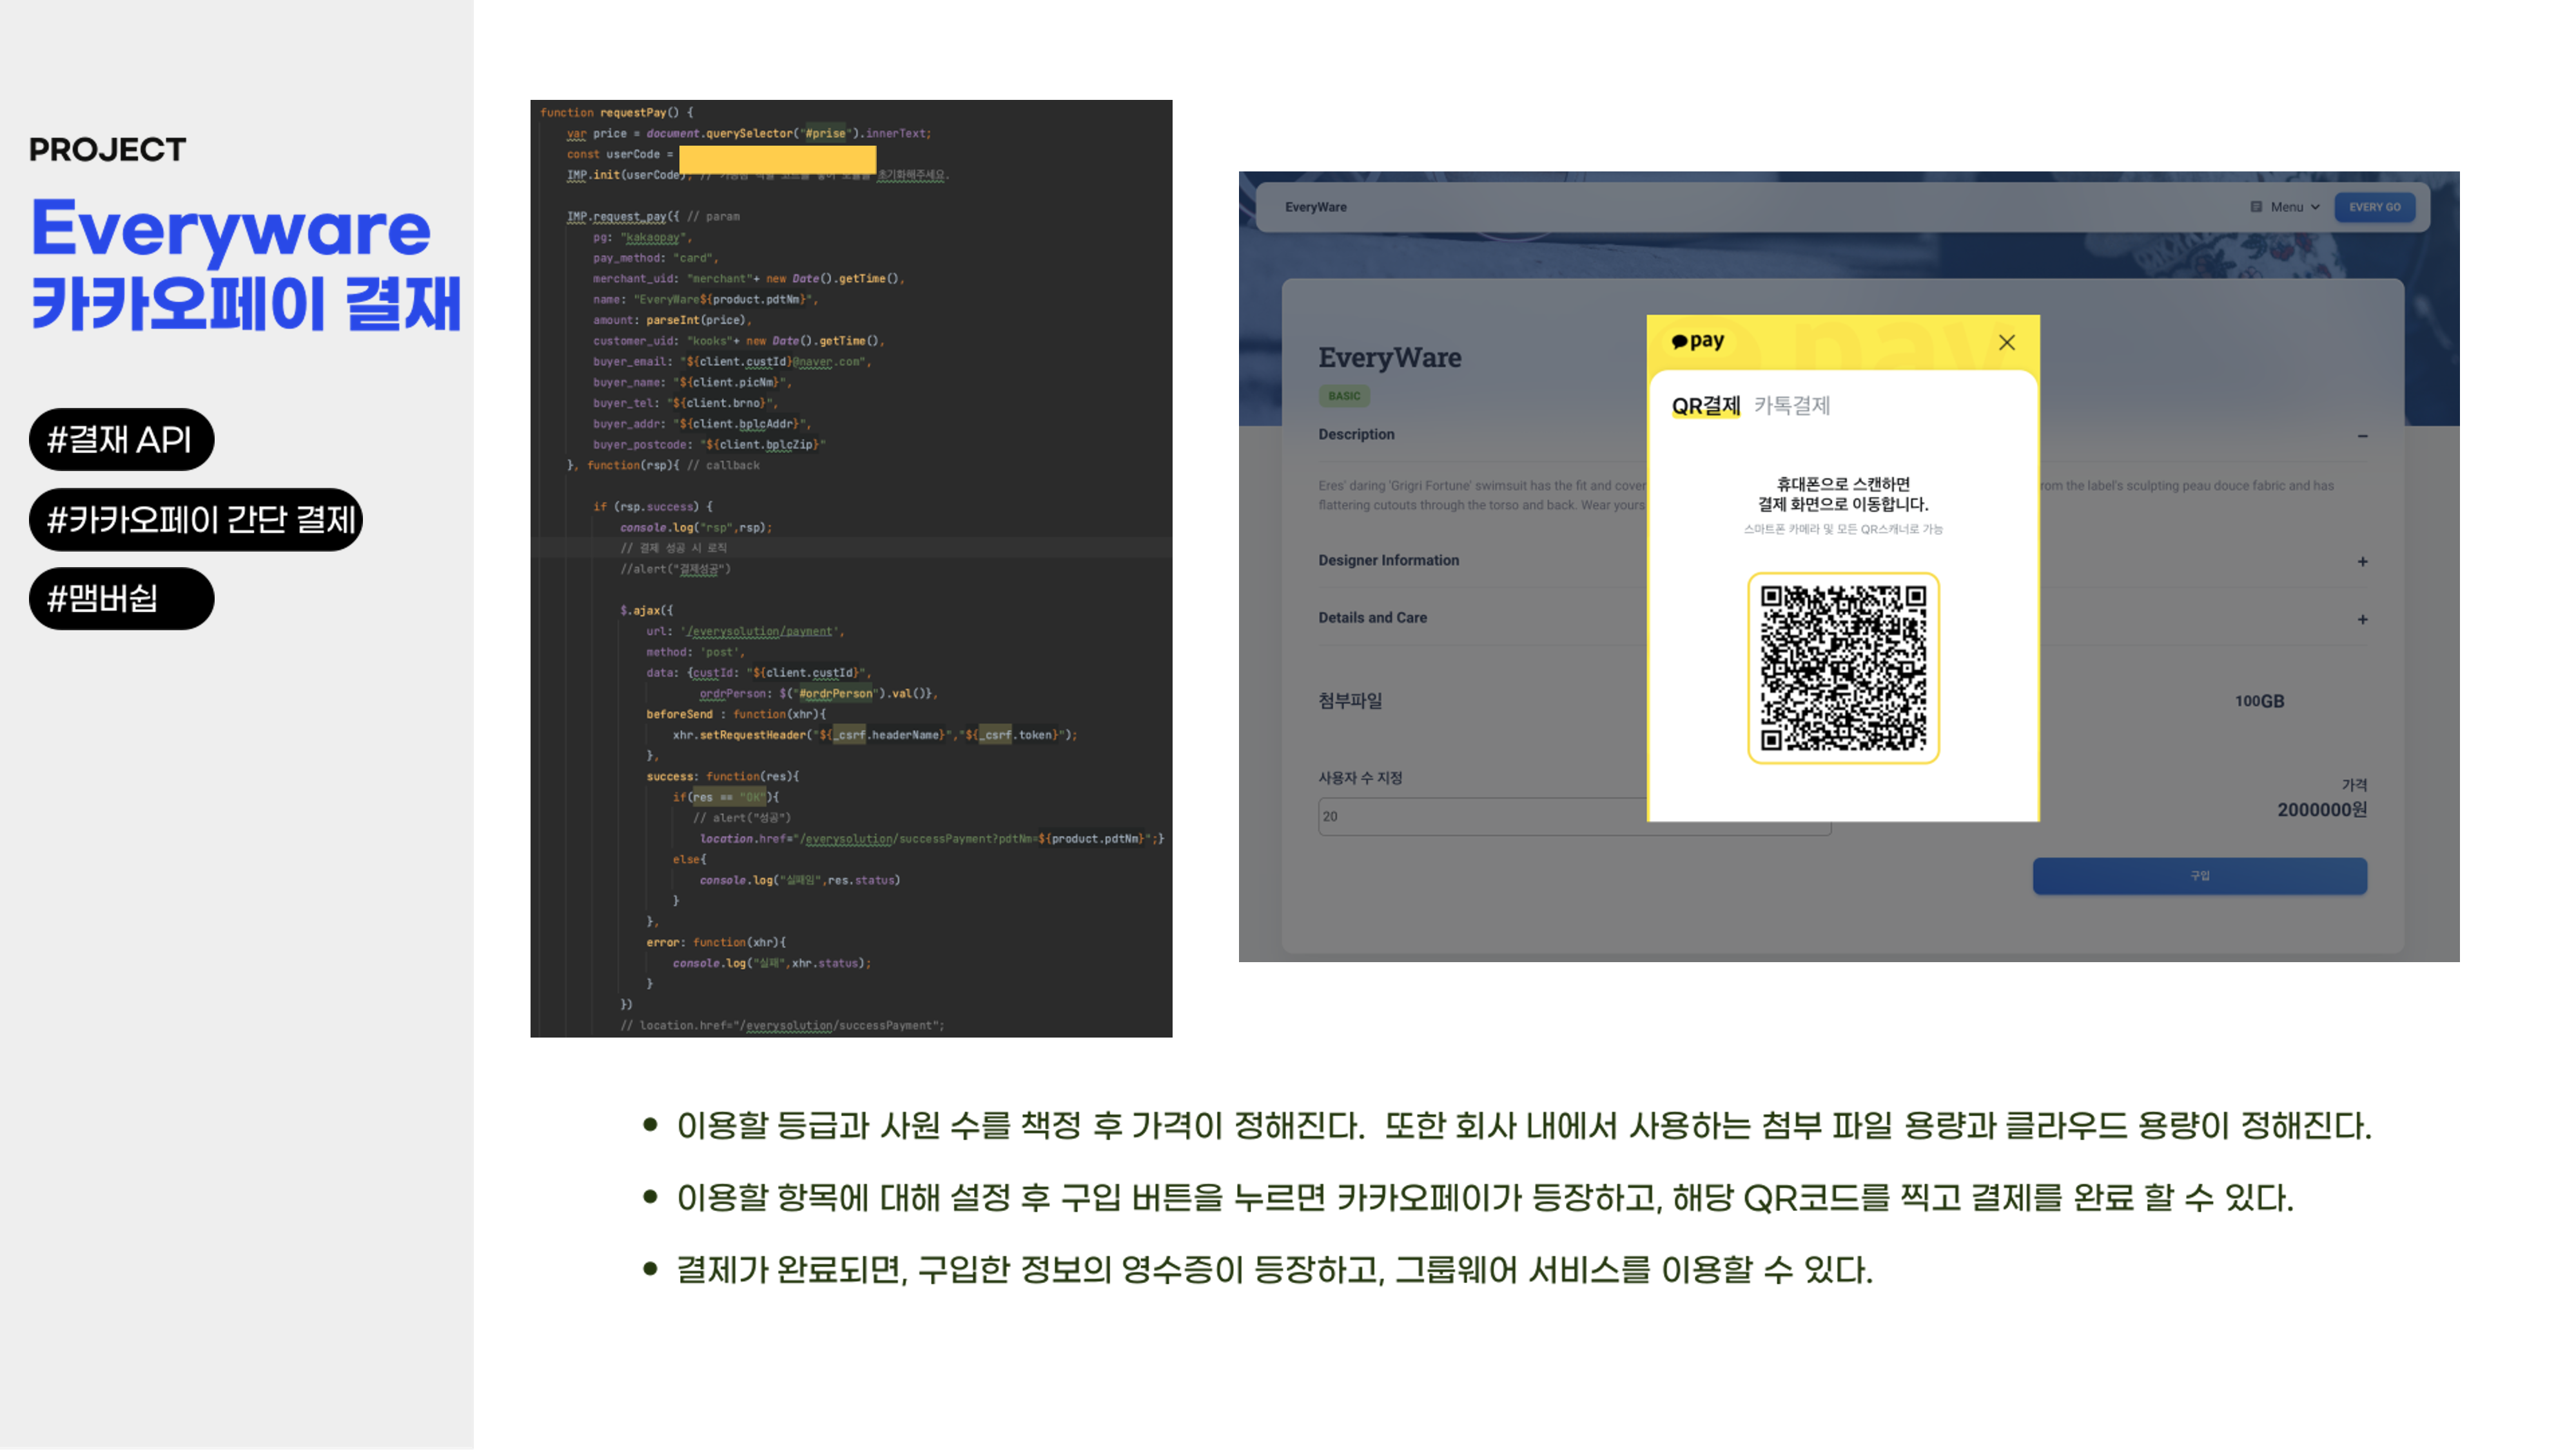 PROJECT
Everyware
카카오페이 결재
#결재 API
#카카오페이 간단 결제
#맴버쉽
function requestPay() {
var price = document.querySelector("#prise").innerText;
const userCode =
IMP.init(userCode); // 초기화해주세요.
IMP.request_pay({ // param
pg: "kakaopay",
pay_method: "card",
merchant_uid: "merchant"+ new Date().getTime(),
name: "EveryWare${product.pdtNm}",
amount: parseInt(price),
customer_uid: "kooks"+ new Date().getTime(),
buyer_email: "${client.custId}@naver.com",
buyer_name: "${client.picNm}",
buyer_tel: "${client.brno}",
buyer_addr: "${client.bplcAddr}",
buyer_postcode: "${client.bplcZip}"
}, function(rsp){ // callback
if (rsp.success) {
console.log("rsp",rsp);
// 결제 성공 시 로직
//alert("결제성공")
$.ajax({
url: '/everysolution/payment',
method: 'post',
data: {custId: "${client.custId}",
ordrPerson: $("#ordrPerson").val()},
beforeSend : function(xhr){
xhr.setRequestHeader("${_csrf.headerName}","${_csrf.token}");
},
success: function(res){
if(res == "OK"){
// alert("성공")
location.href="/everysolution/successPayment?pdtNm=${product.pdtNm}";}
else{
console.log("실패임",res.status)
}
},
error: function(xhr){
console.log("실패",xhr.status);
}
})
// location.href="/everysolution/successPayment";
EveryWare
Menu
EVERY GO
EveryWare
BASIC
Description
Eres' daring 'Grigri Fortune' swimsuit has the fit and cover rom the label's sculpting peau douce fabric and has
flattering cutouts through the torso and back. Wear yours
Designer Information
Details and Care
첨부파일
100GB
사용자 수 지정
20
가격
2000000원
구입
pay
QR결제 카톡결제
휴대폰으로 스캔하면
결제 화면으로 이동합니다.
스마트폰 카메라 및 모든 QR스캐너로 가능
• 이용할 등급과 사원 수를 책정 후 가격이 정해진다. 또한 회사 내에서 사용하는 첨부 파일 용량과 클라우드 용량이 정해진다.
• 이용할 항목에 대해 설정 후 구입 버튼을 누르면 카카오페이가 등장하고, 해당 QR코드를 찍고 결제를 완료 할 수 있다.
• 결제가 완료되면, 구입한 정보의 영수증이 등장하고, 그룹웨어 서비스를 이용할 수 있다.